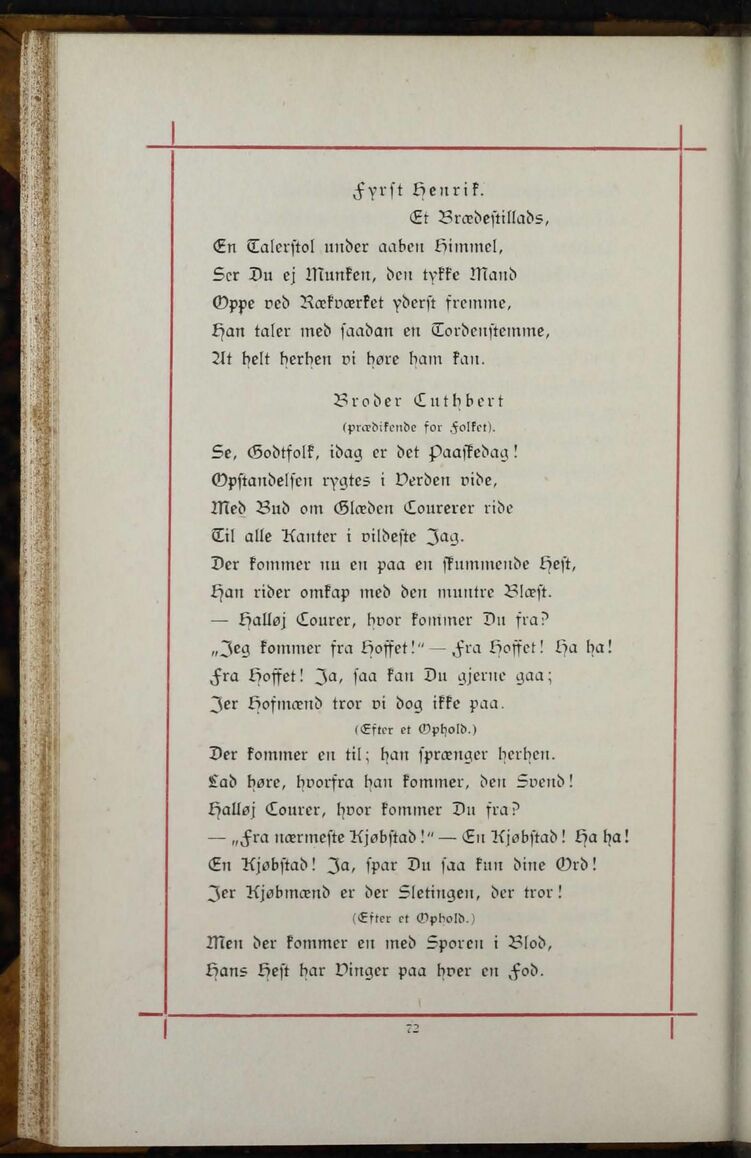 Fyrst Henrik.
Et Brædestillads,
En Talerstol under aaben Himmel,
Ser Du ej Munken, den tykke Mand
Oppe ved Rækværket yderst fremme,
Han taler med saadan en Tordenstemme,
At helt herhen vi høre ham kan.
Broder Cuthbert
(prædikende for Folket).
Se, Godtfolk, idag er det Paaskedag!
Opstandelsen rygtes i Verden vide,
Med Bud om Glæden Courerer ride
Til alle Kanter i vildeste Jag.
Der kommer nu en paa en skummende Hest,
Han rider omkap med den muntre Blæst.
— Halløj Courer, hvor kommer Du fra?
„Jeg kommer fra Hoffet!" — Fra Hoffet! Ha ha!
Fra Hoffet! Ja, saa kan Du gjerne gaa;
Jer Hofmænd tror vi dog ikke paa.
(Efter et Ophold.)
Der kommer en til; han sprænger herhen.
Lad høre, hvorfra han kommer, den Svend!
Halløj Courer, hvor kommer Du fra?
— „Fra nærmeste Kjøbstad!" — En Kjøbstad! Ha ha!
En Kjøbstad! Ja, spar Du saa kun dine Ord!
Jer Kjøbmænd er der Sletingen, der tror!
(Efter et Ophold.)
Men der kommer en med Sporen i Blod,
Hans Hest har Vinger paa hver en Fod.
72